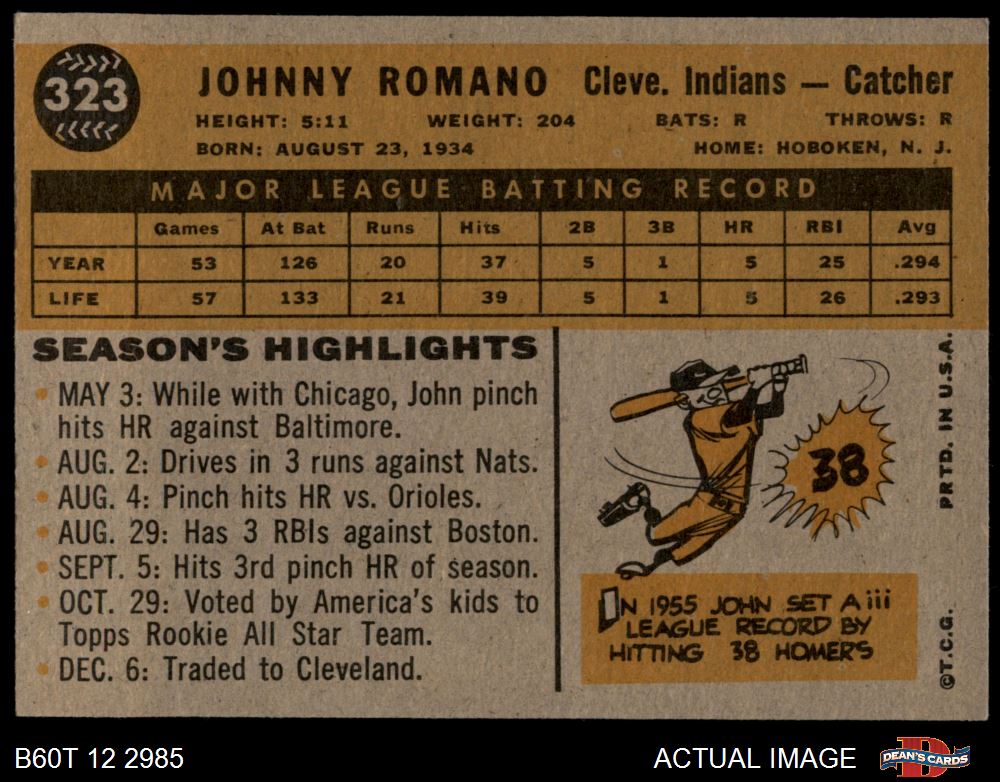 323
JOHNNY ROMANO Cleve. Indians — Catcher
HEIGHT: 5:11 WEIGHT: 204 BATS: R THROWS: R
BORN: AUGUST 23, 1934 HOME: HOBOKEN, N. J.
MAJOR LEAGUE BATTING RECORD
Games At Bat Runs Hits 2B 3B HR RBI Avg
YEAR 53 126 20 37 5 1 5 25 .294
LIFE 57 133 21 39 5 1 5 26 .293
SEASON'S HIGHLIGHTS
MAY 3: While with Chicago, John pinch
hits HR against Baltimore.
AUG. 2: Drives in 3 runs against Nats.
AUG. 4: Pinch hits HR vs. Orioles.
AUG. 29: Has 3 RBIs against Boston.
SEPT. 5: Hits 3rd pinch HR of season.
OCT. 29: Voted by America's kids to
Topps Rookie All Star Team.
DEC. 6: Traded to Cleveland.
38
IN 1955 JOHN SET A iii
LEAGUE RECORD BY
HITTING 38 HOMERS
©T.C.G. PRTD. IN U.S.A.
B60T 12 2985 ACTUAL IMAGE DEAN'S CARDS